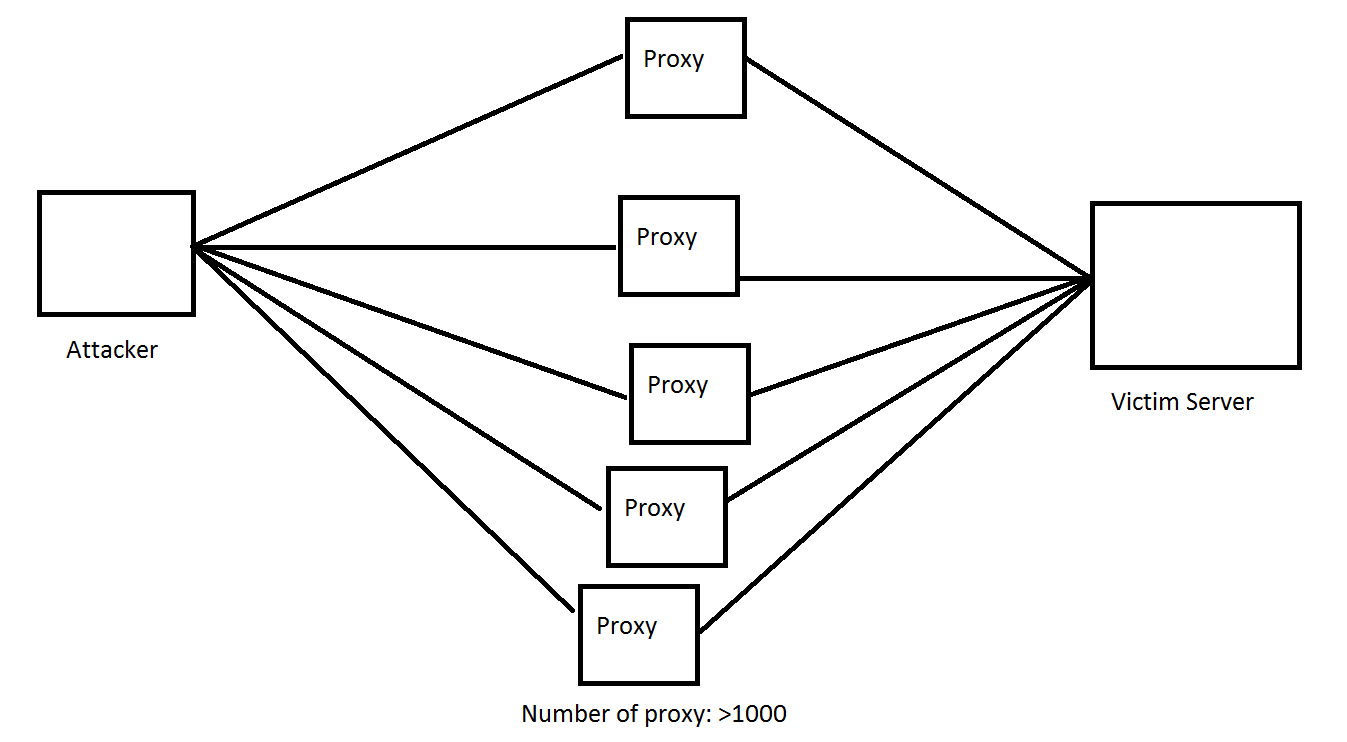 Proxy
Proxy
Attacker
Proxy
Victim Server
Proxy
Proxy
Number of proxy: >1000